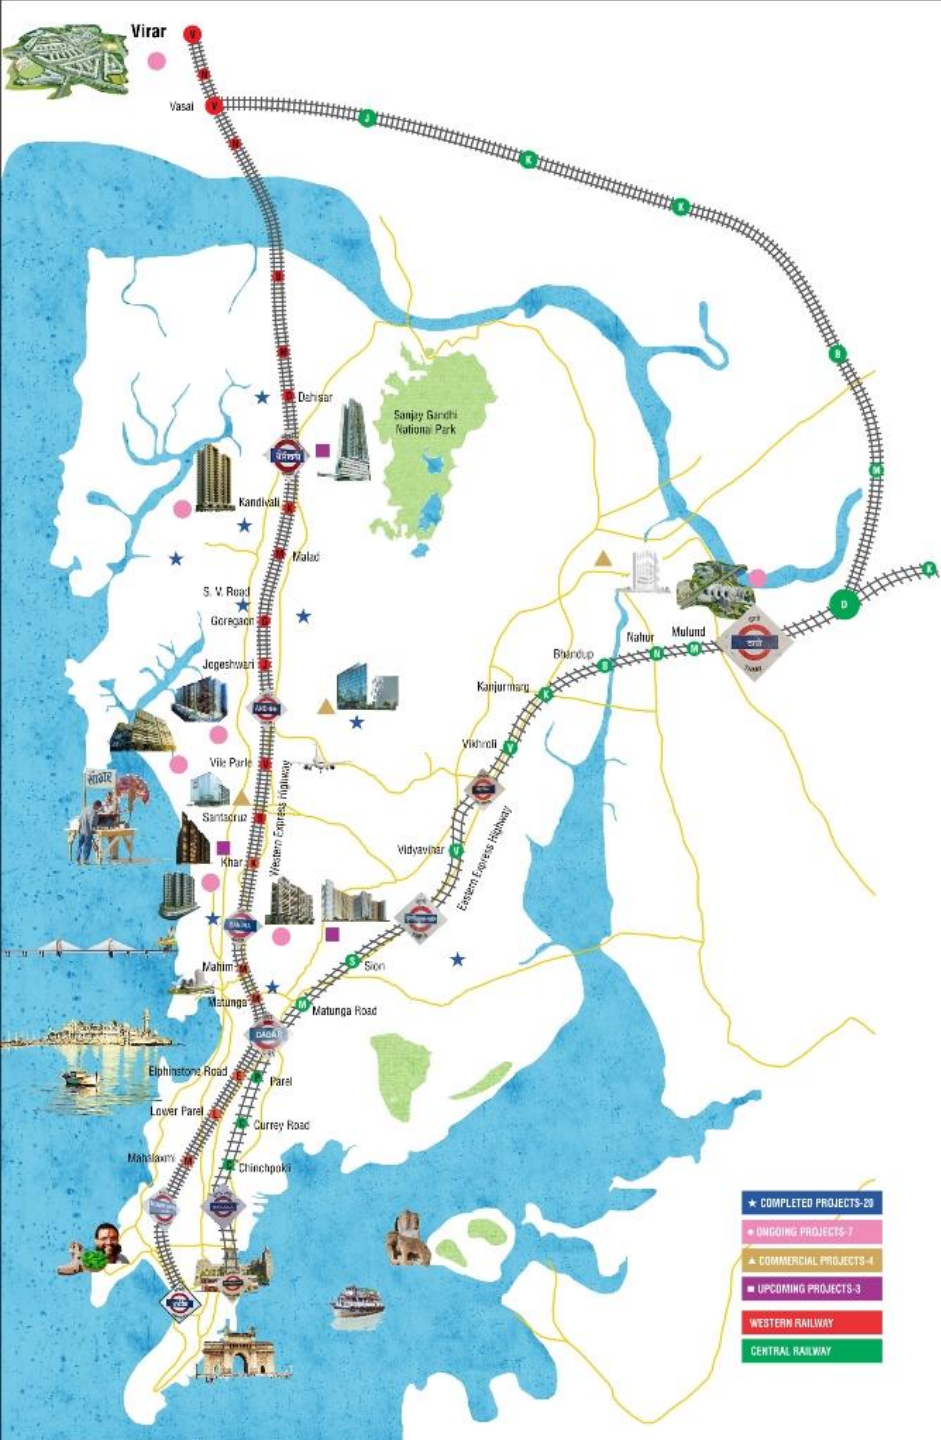 Virar
V
N
Vasai
V
J
N
K
K
B
M
Dahisar
D
Sanjay Gandhi
National Park
Kandivali
K
Malad
M
S. V. Road
Goregaon
G
Jogeshwari
J
K
D
ठाणे
THANE
Mulund
M
Nahur
N
Bhandup
B
Kanjurmarg
K
Vikhroli
V
Vile Parle
V
सागर
Santacruz
Western Express Highway
Khar
K
Vidyavihar
V
Eastern Express Highway
BANDRA
Mahim
M
Sion
S
Matunga
M
Matunga Road
M
DADAR
Elphinstone Road
E
Parel
P
Lower Parel
L
Currey Road
C
Mahalaxmi
M
Chinchpokli
C
COMPLETED PROJECTS-20
ONGOING PROJECTS-7
COMMERCIAL PROJECTS-4
UPCOMING PROJECTS-3
WESTERN RAILWAY
CENTRAL RAILWAY